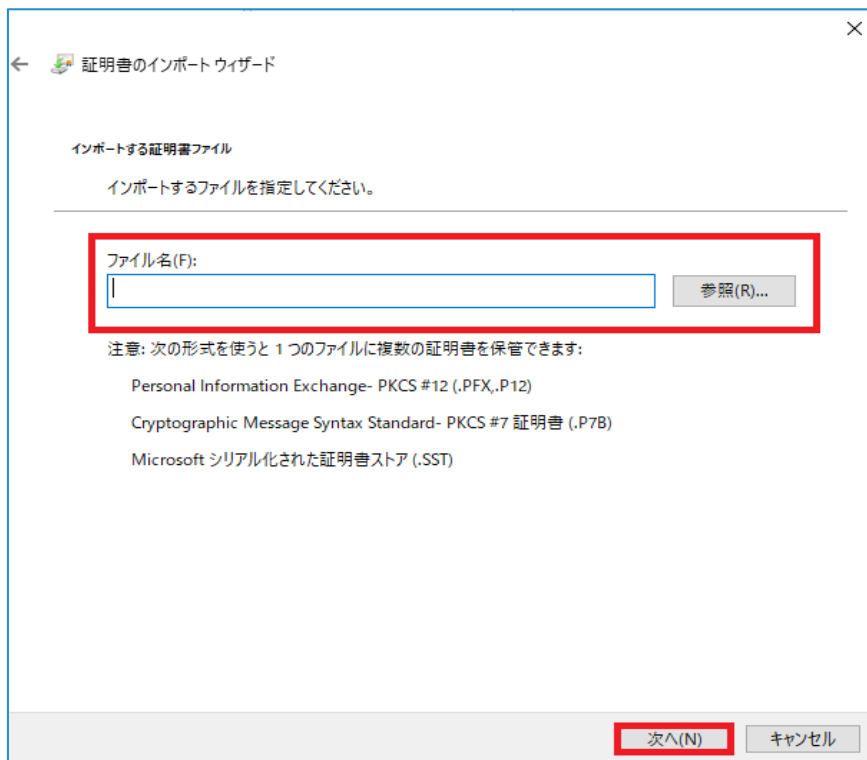 証明書のインポート ウィザード
インポートする証明書ファイル
インポートするファイルを指定してください。
ファイル名(F):
参照(R)...
注意: 次の形式を使うと 1 つのファイルに複数の証明書を保管できます:
Personal Information Exchange- PKCS #12 (.PFX,.P12)
Cryptographic Message Syntax Standard- PKCS #7 証明書 (.P7B)
Microsoft シリアル化された証明書ストア (.SST)
次へ(N)
キャンセル